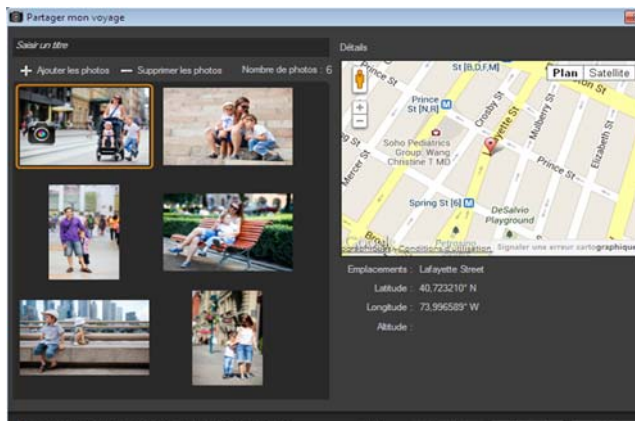 Partager mon voyage
Saisir un titre
Ajouter les photos
Supprimer les photos
Nombre de photos : 6
Détails
St [B,D,F,M]
Plan
Satellite
Prince St
Prince
St [N,R]
Crosby St
Lafayette St
Mulberry St
Elizabeth St
Soho Pediatrics
Group: Wang
Christine T MD
Mercer St
Prince St
Spring St [6]
DeSalvio
Playground
Petrosino
Conditions d'utilisation
Signaler une erreur cartographique
Emplacements : Lafayette Street
Latitude : 40,723210° N
Longitude : 73,996589° W
Altitude :